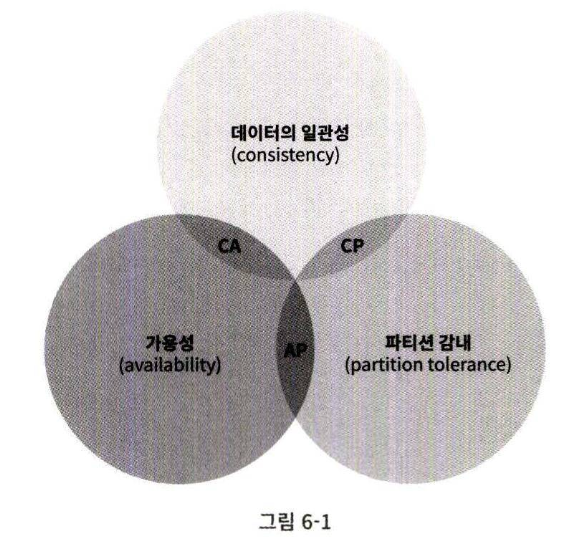 데이터의 일관성
(consistency)
CA
CP
가용성
(availability)
AP
파티션 감내
(partition tolerance)
그림 6-1